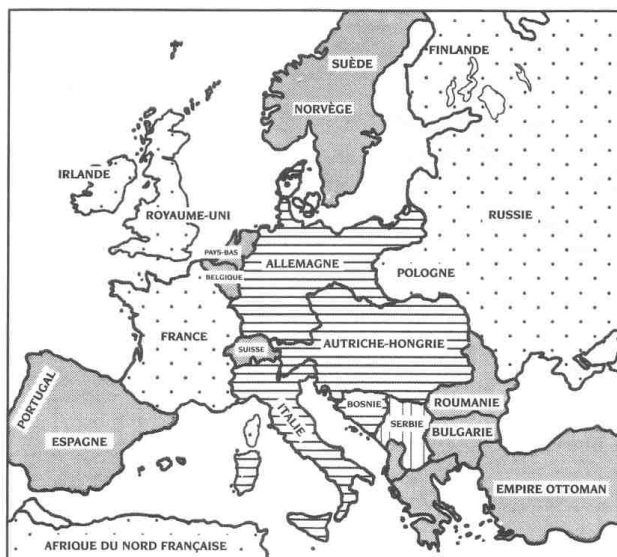 FINLANDE
SUÈDE
NORVÈGE
IRLANDE
ROYAUME-UNI
RUSSIE
PAYS-BAS
ALLEMAGNE
POLOGNE
BELGIQUE
FRANCE
AUTRICHE-HONGRIE
SUISSE
PORTUGAL
BOSNIE
ROUMANIE
ITALIE
SERBIE
BULGARIE
ESPAGNE
EMPIRE OTTOMAN
AFRIQUE DU NORD FRANÇAISE